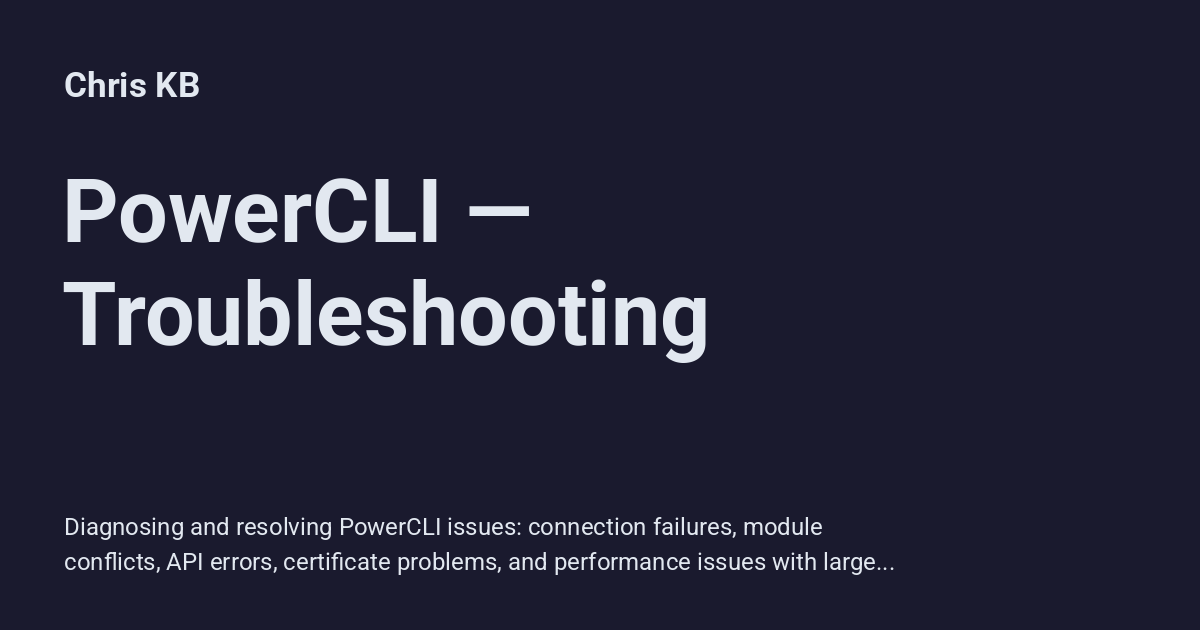 Chris KB
PowerCLI —
Troubleshooting
Diagnosing and resolving PowerCLI issues: connection failures, module
conflicts, API errors, certificate problems, and performance issues with large...